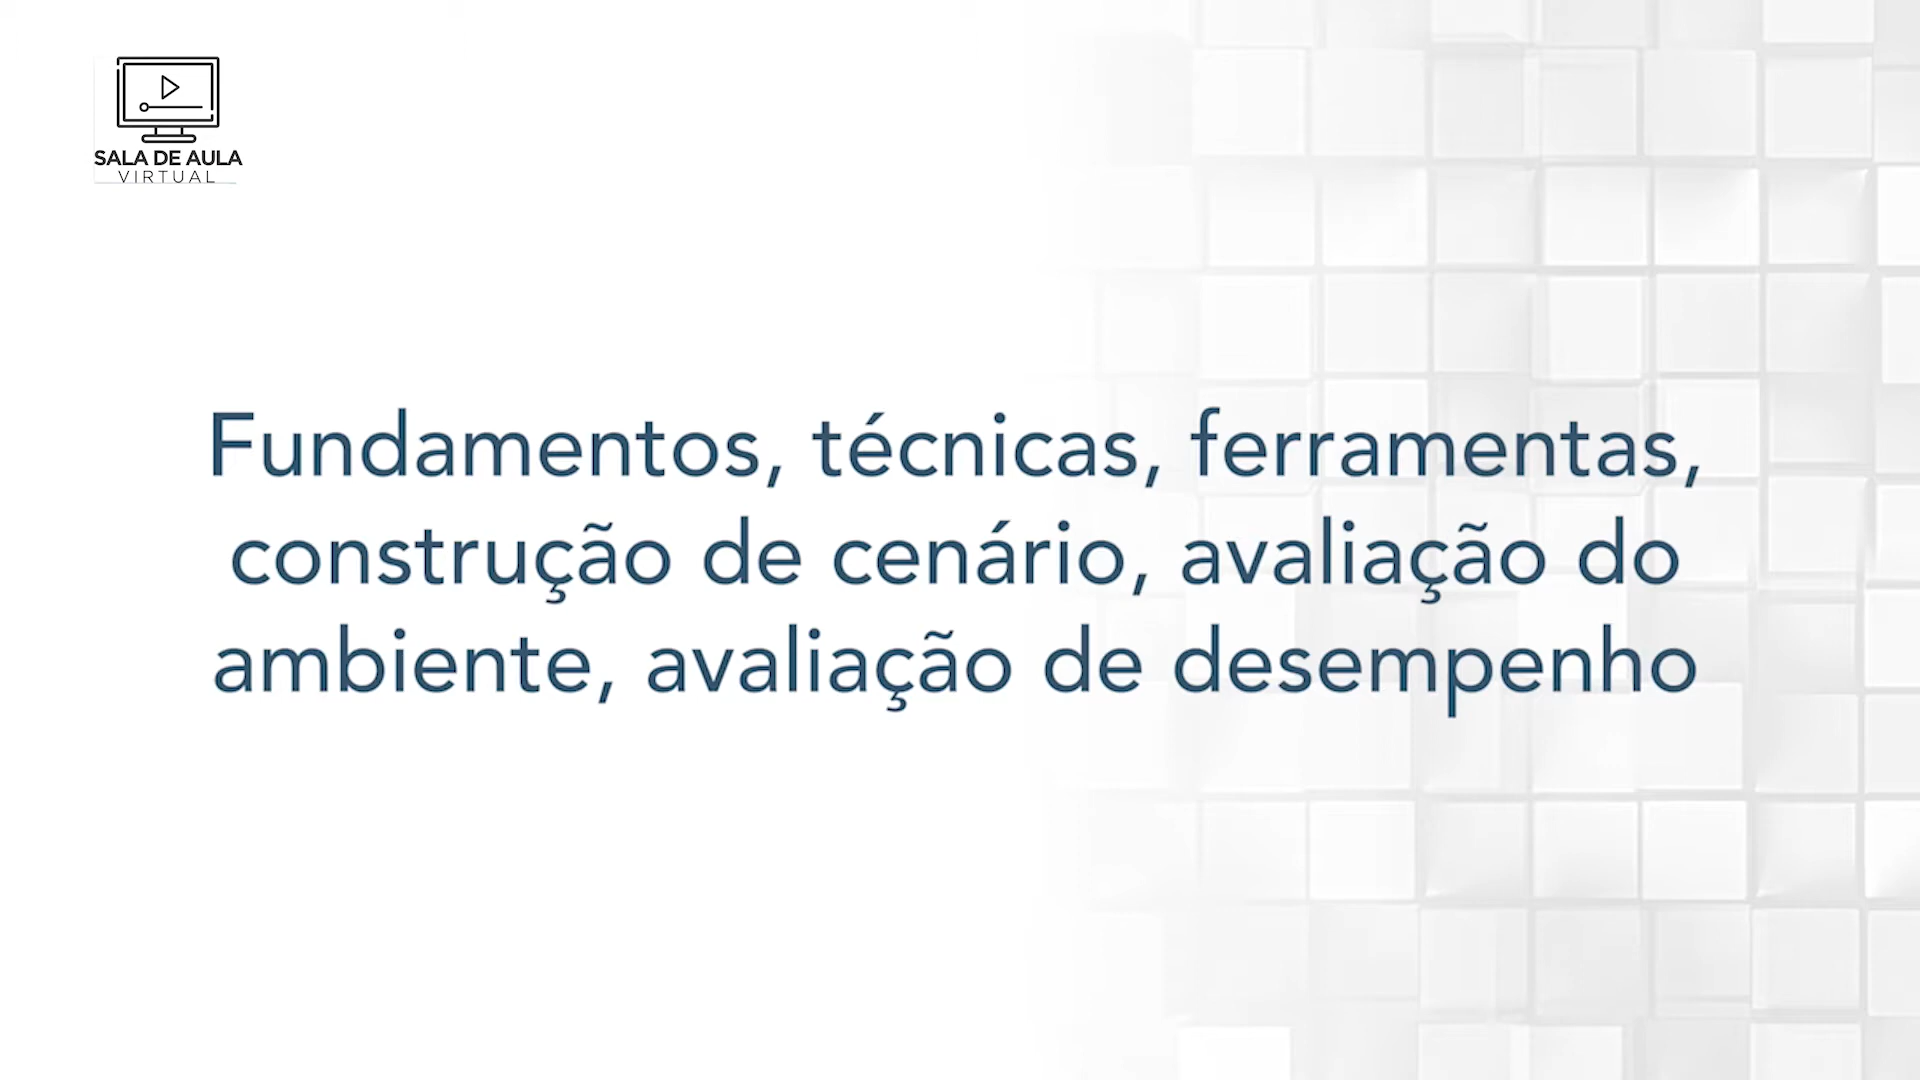 SALA DE AULA
VIRTUAL
Fundamentos, técnicas, ferramentas,
construção de cenário, avaliação do
ambiente, avaliação de desempenho